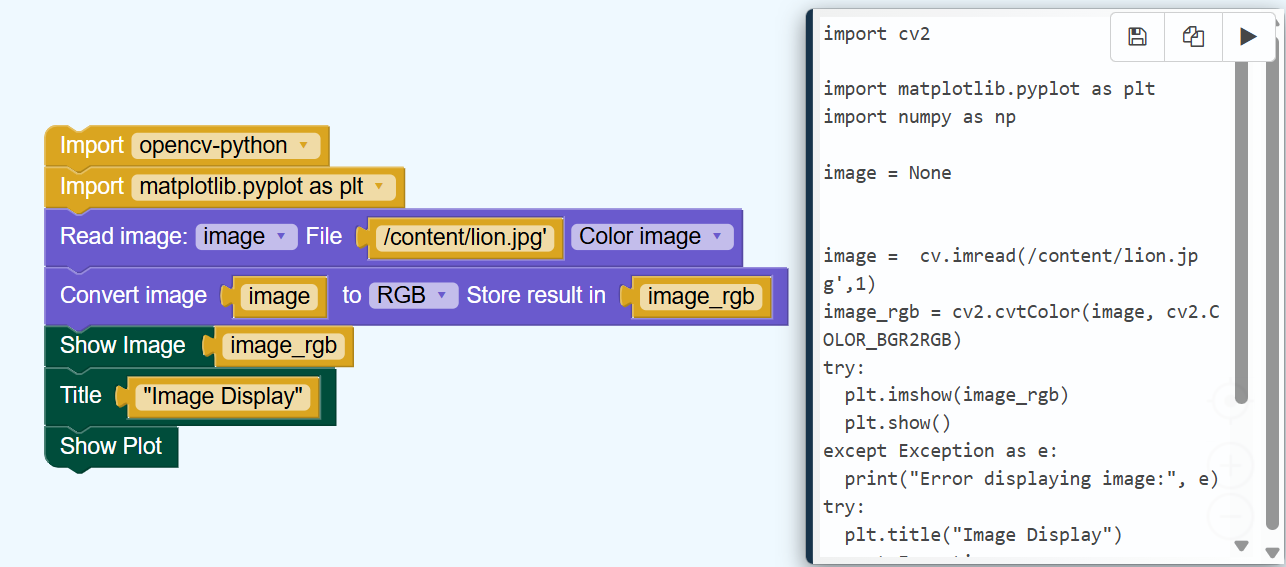 Import opencv-python
Import matplotlib.pyplot as plt
Read image: image File /content/lion.jpg' Color image
Convert image image to RGB Store result in image_rgb
Show Image image_rgb
Title "Image Display"
Show Plot
import cv2
import matplotlib.pyplot as plt
import numpy as np
image = None
image =  cv.imread(/content/lion.jp
g',1)
image_rgb = cv2.cvtColor(image, cv2.C
OLOR_BGR2RGB)
try:
  plt.imshow(image_rgb)
  plt.show()
except Exception as e:
  print("Error displaying image:", e)
try:
  plt.title("Image Display")